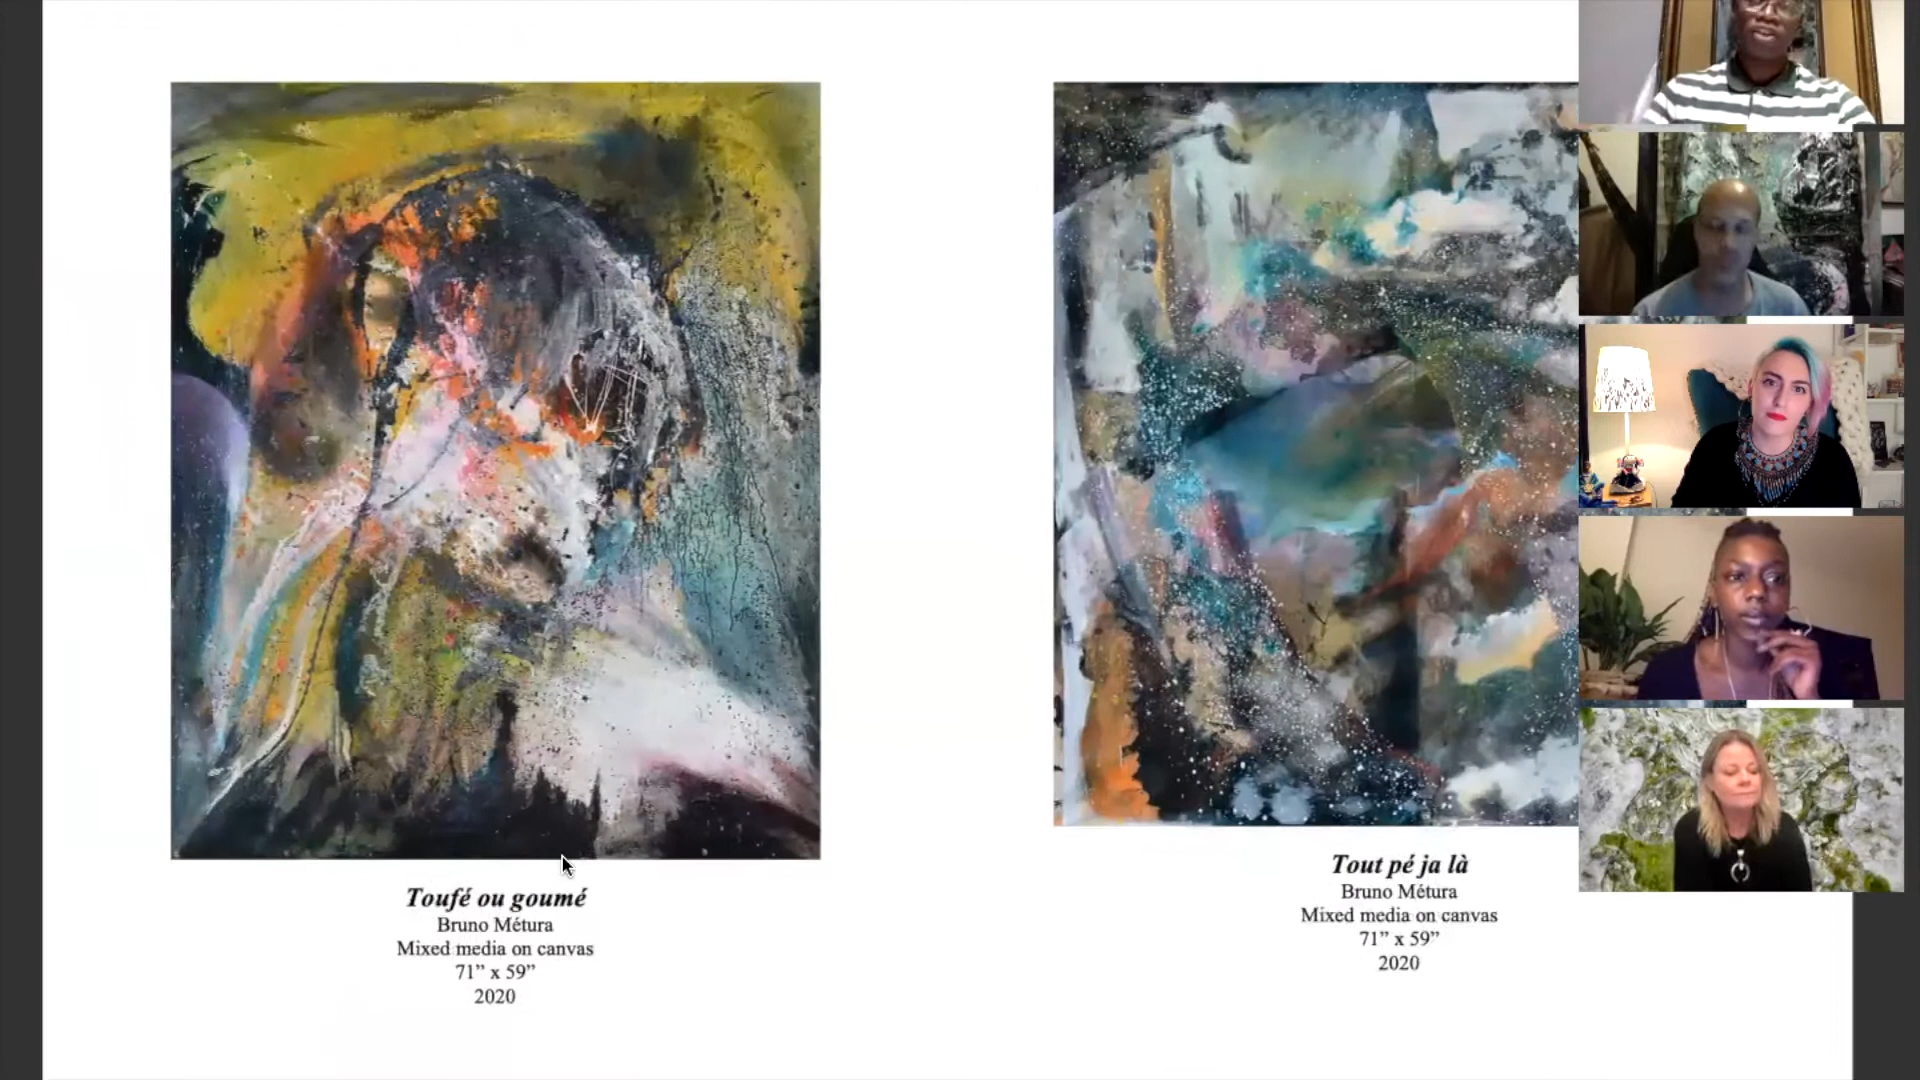 Toufé ou goumé
Bruno Métura
Mixed media on canvas
71” x 59”
2020
Tout pé ja là
Bruno Métura
Mixed media on canvas
71” x 59”
2020